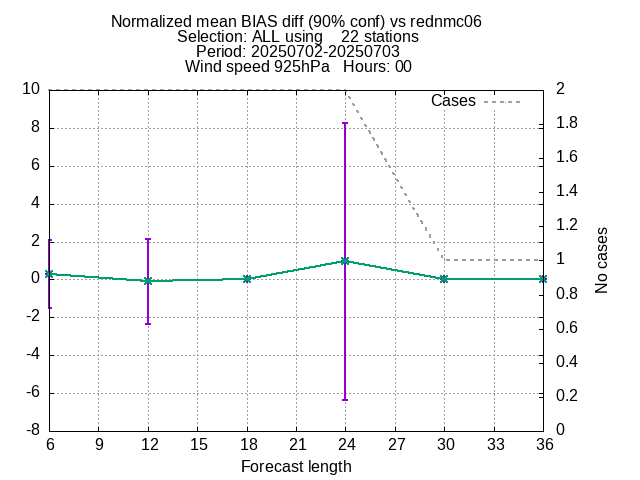 Normalized mean BIAS diff (90% conf) vs rednmc06
Selection: ALL using    22 stations
Period: 20250702-20250703
Wind speed 925hPa   Hours: 00
Cases
10
8
6
4
2
0
-2
-4
-6
-8
2
1.8
1.6
1.4
1.2
1
0.8
0.6
0.4
0.2
0
No cases
6 9 12 15 18 21 24 27 30 33 36
Forecast length